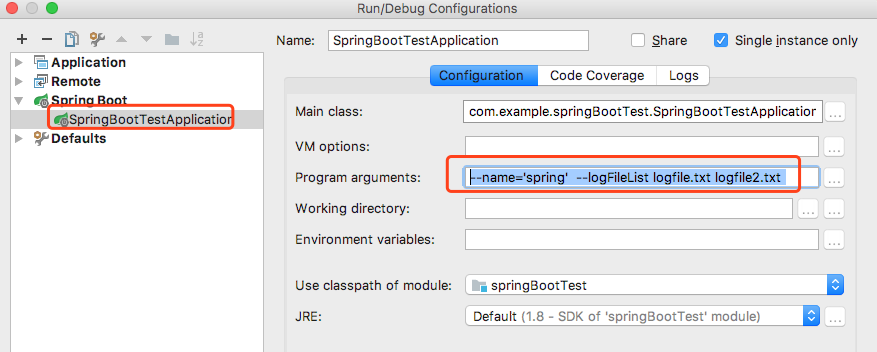 Run/Debug Configurations
Name: SpringBootTestApplication Share Single instance only
Application
Remote
Spring Boot
SpringBootTestApplication
Defaults
Configuration Code Coverage Logs
Main class: com.example.springBootTest.SpringBootTestApplication ...
VM options: ...
Program arguments: --name='spring' --logFileList logfile.txt logfile2.txt ...
Working directory: ... ...
Environment variables: ...
Use classpath of module: springBootTest
JRE: Default (1.8 - SDK of 'springBootTest' module) ...